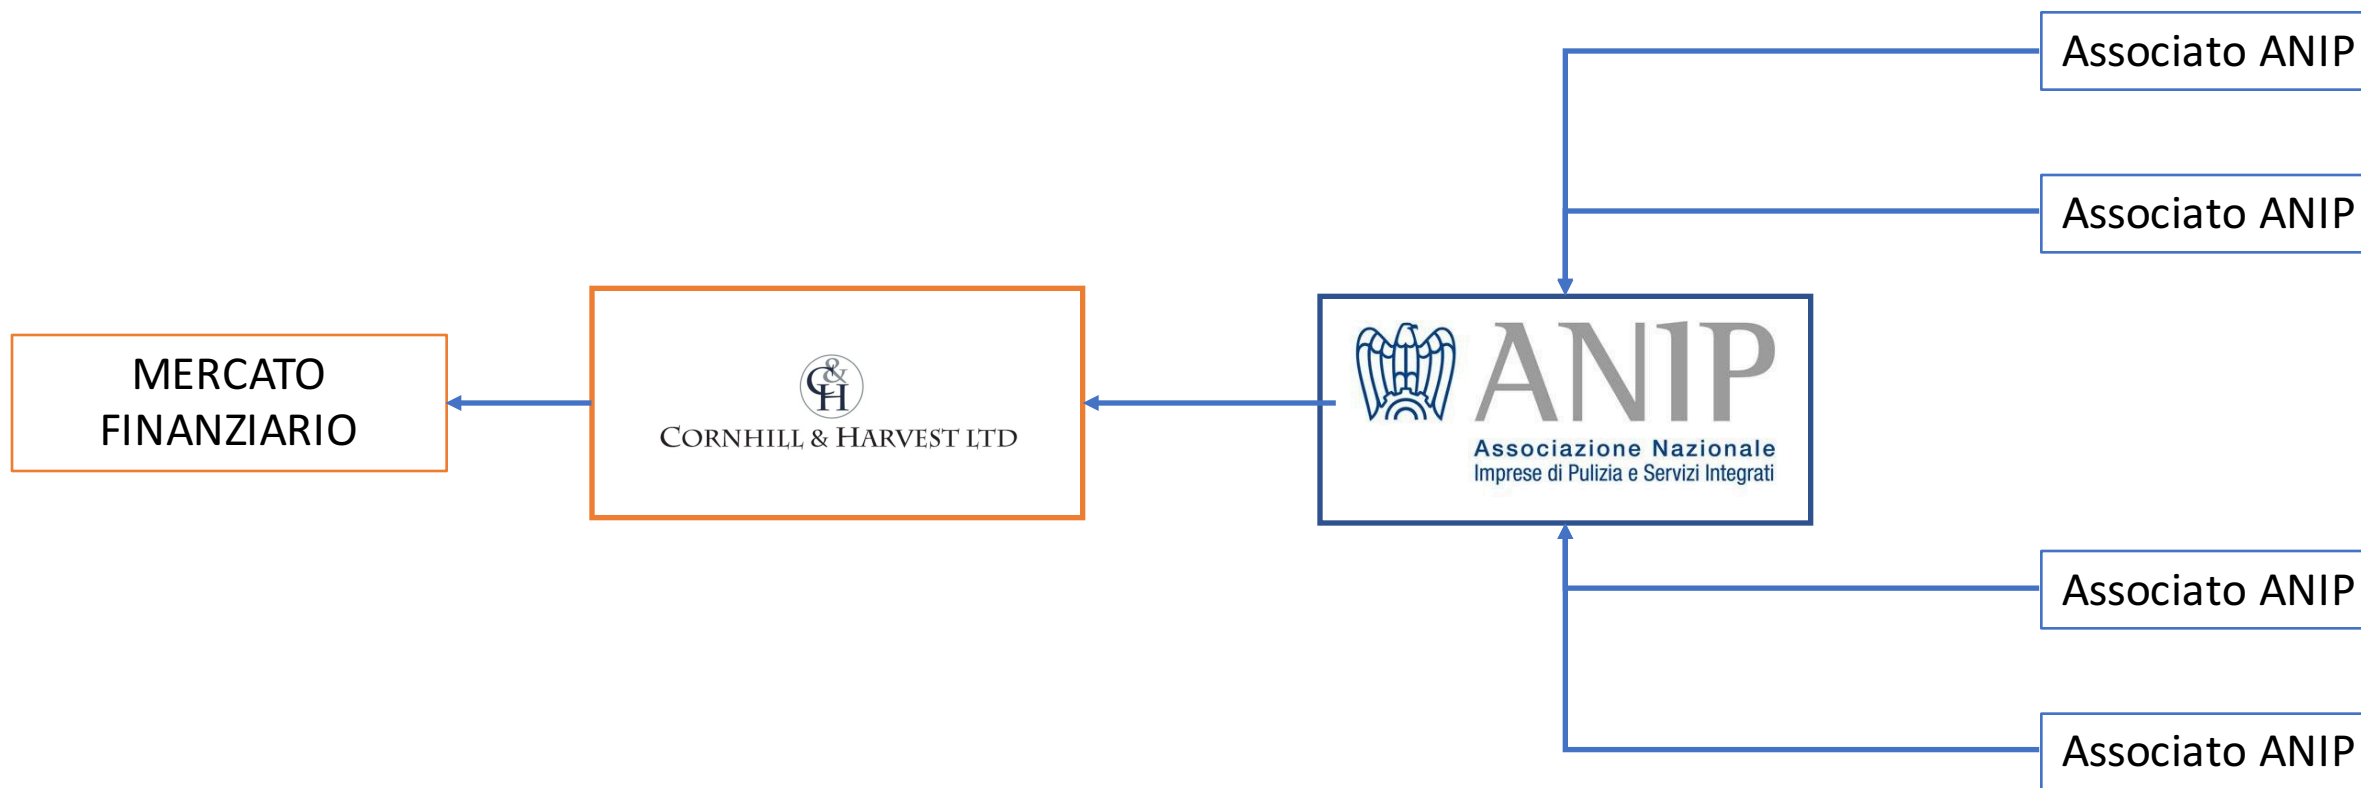 Associato ANIP
Associato ANIP
MERCATO
FINANZIARIO
C&H
CORNHILL & HARVEST LTD
ANIP
Associazione Nazionale
Imprese di Pulizia e Servizi Integrati
Associato ANIP
Associato ANIP